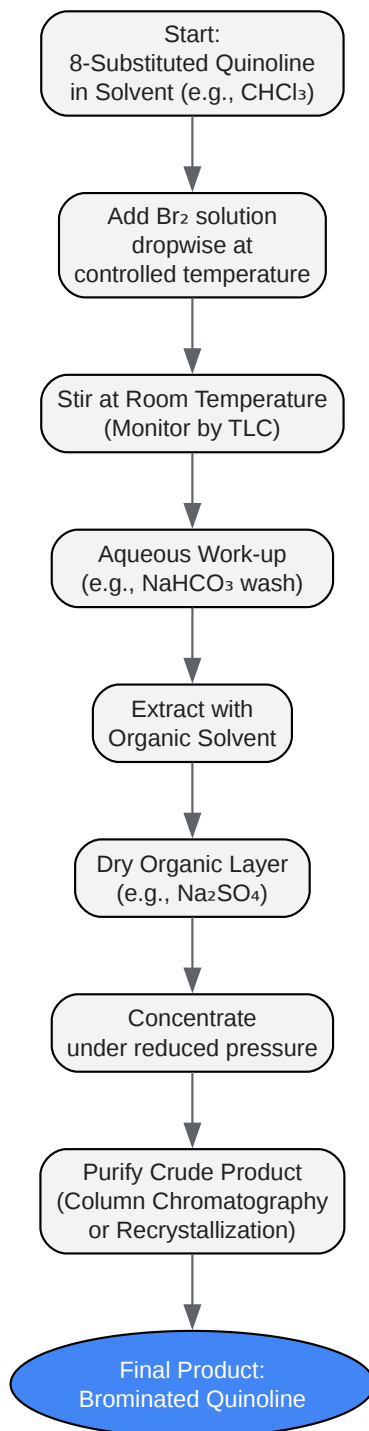 Start:
8-Substituted Quinoline
in Solvent (e.g., CHCl₃)
Add Br₂ solution
dropwise at
controlled temperature
Stir at Room Temperature
(Monitor by TLC)
Aqueous Work-up
(e.g., NaHCO₃ wash)
Extract with
Organic Solvent
Dry Organic Layer
(e.g., Na₂SO₄)
Concentrate
under reduced pressure
Purify Crude Product
(Column Chromatography
or Recrystallization)
Final Product:
Brominated Quinoline